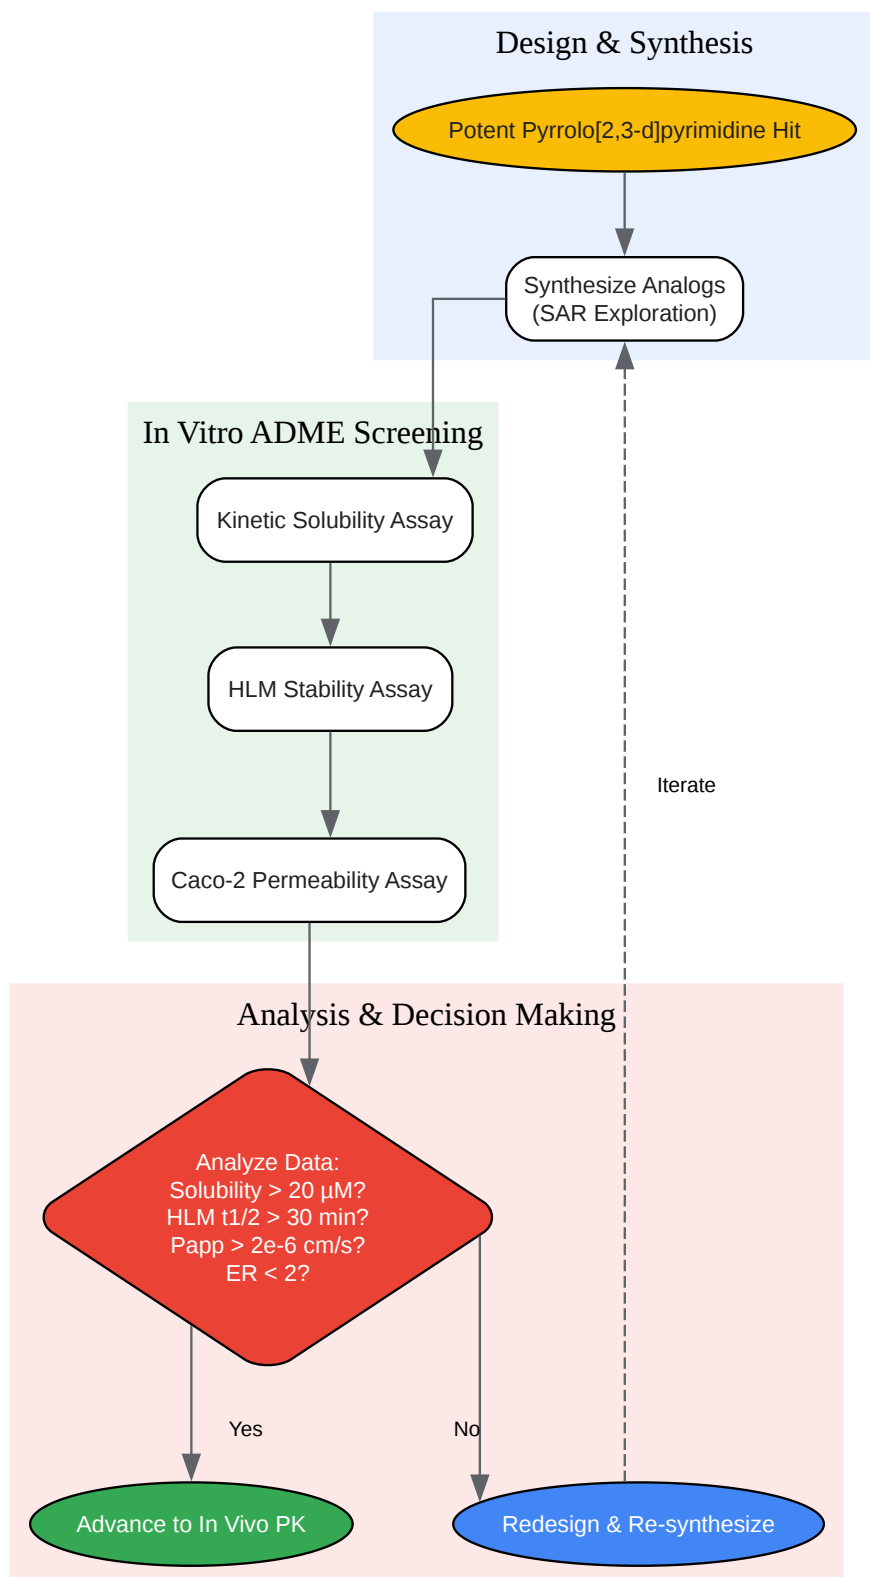 Design & Synthesis
Potent Pyrrolo[2,3-d]pyrimidine Hit
Synthesize Analogs
(SAR Exploration)
In Vitro ADME Screening
Kinetic Solubility Assay
HLM Stability Assay
Iterate
Caco-2 Permeability Assay
Analysis & Decision Making
Analyze Data:
Solubility > 20 µM?
HLM t1/2 > 30 min?
Papp > 2e-6 cm/s?
ER < 2?
Yes
No
Advance to In Vivo PK
Redesign & Re-synthesize